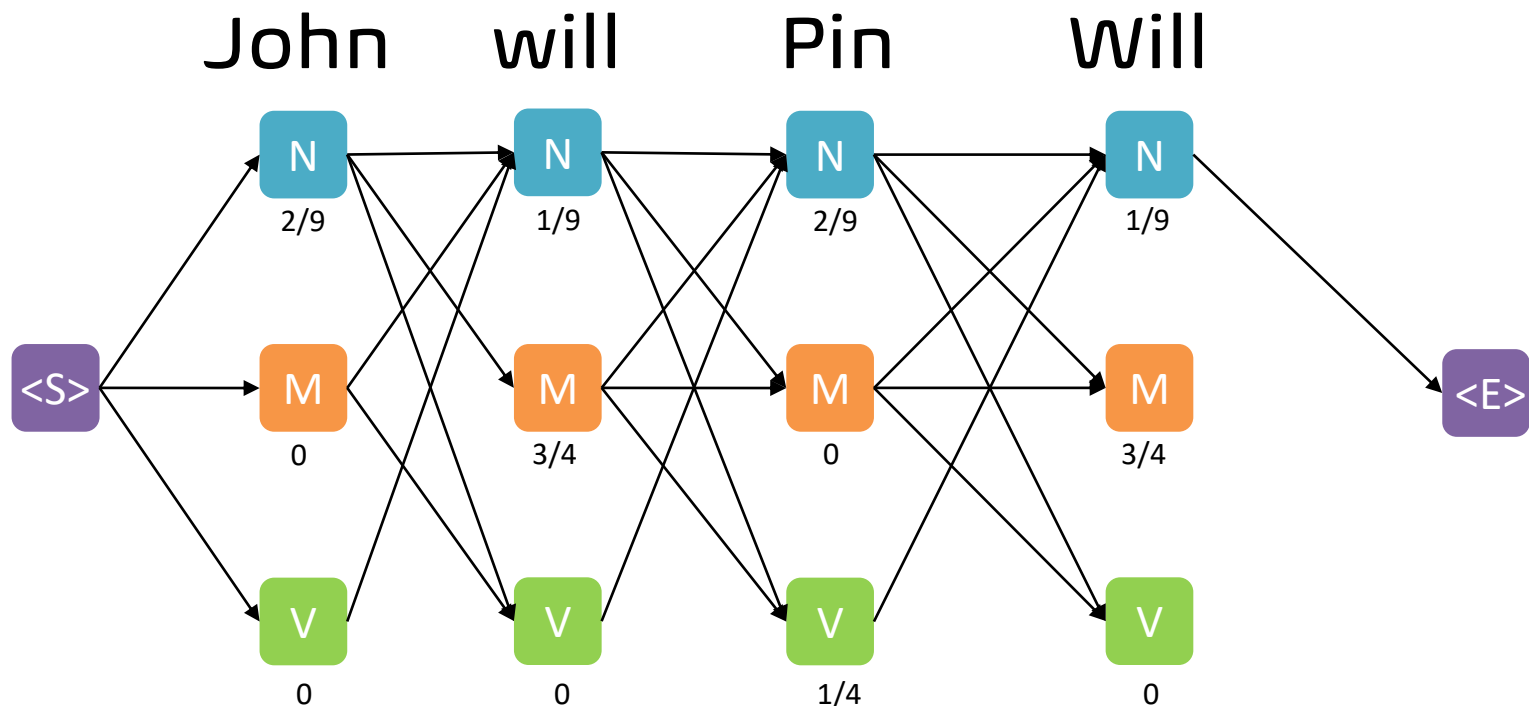 John will Pin Will
N N N N
2/9 1/9 2/9 1/9
<S> M M M M <E>
0 3/4 0 3/4
V V V V
0 0 1/4 0